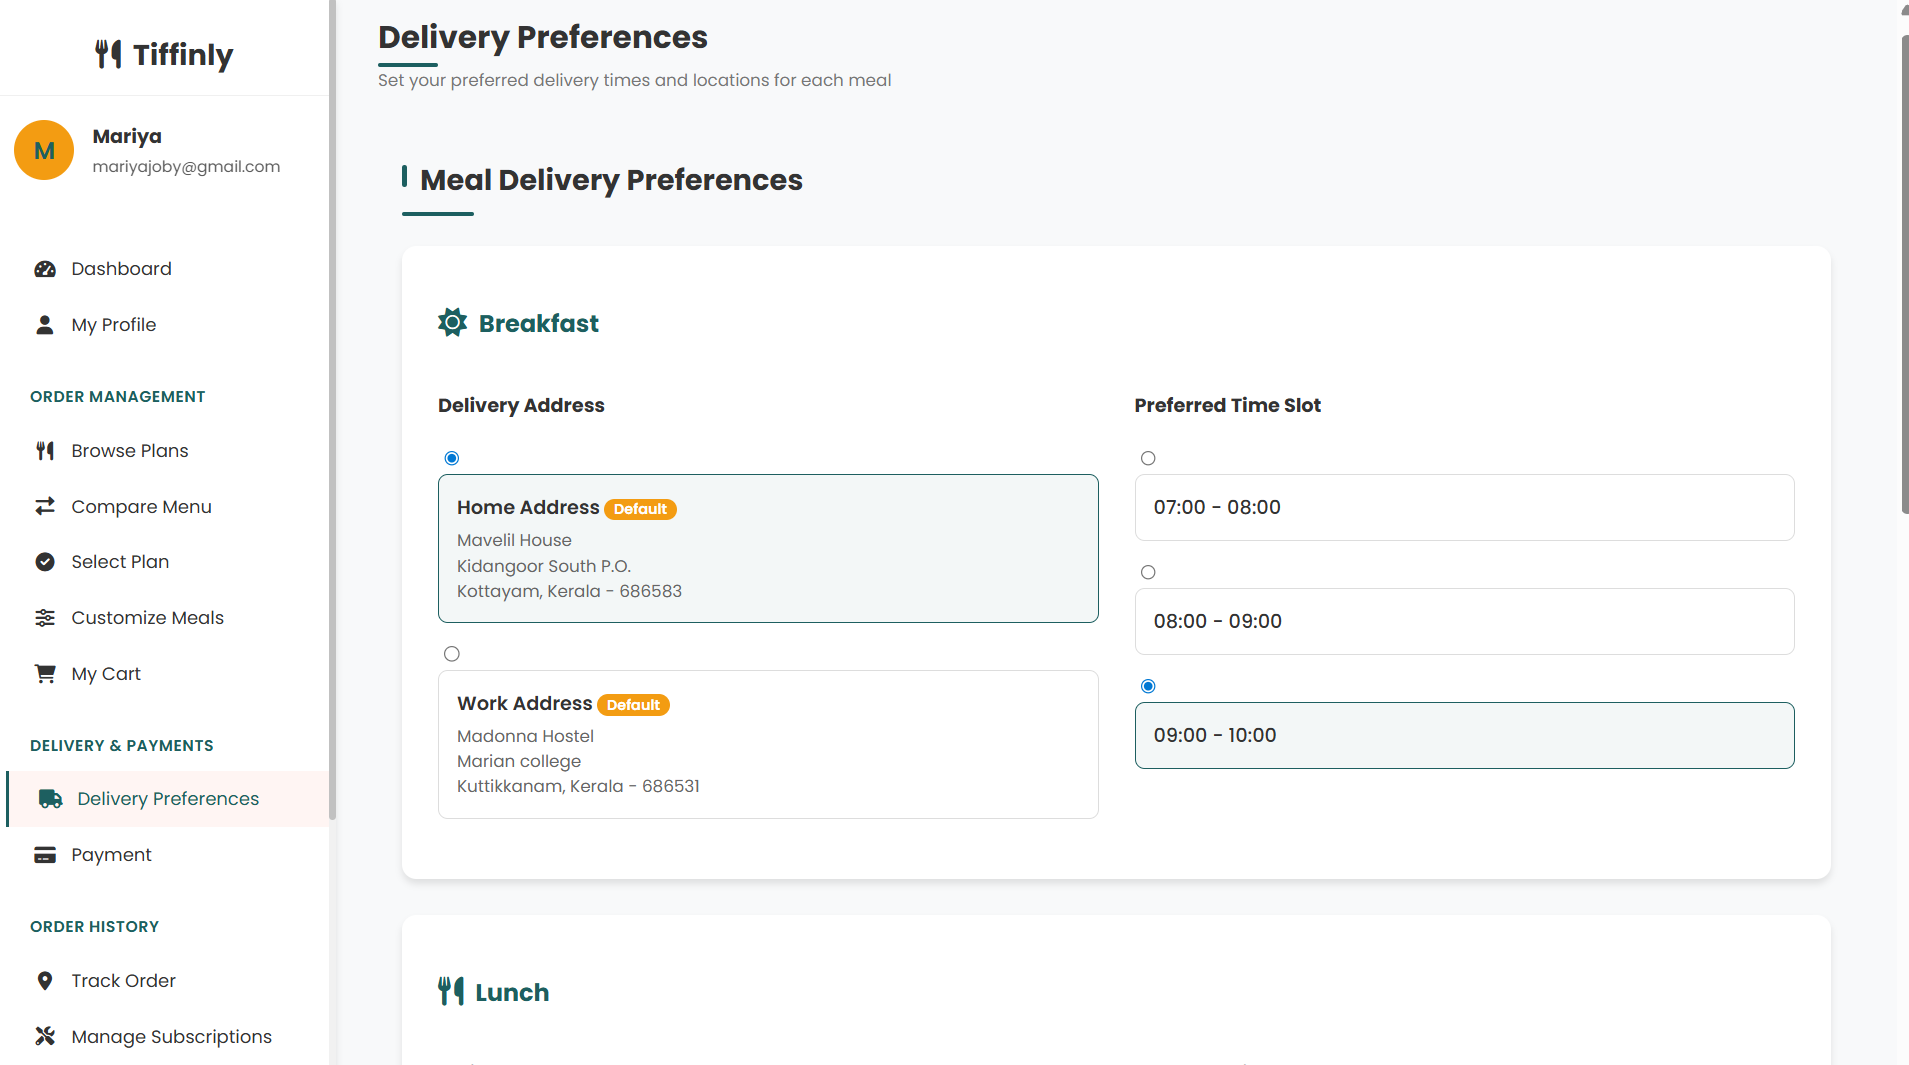 Tiffinly
M
Mariya
mariyajoby@gmail.com
Dashboard
My Profile
ORDER MANAGEMENT
Browse Plans
Compare Menu
Select Plan
Customize Meals
My Cart
DELIVERY & PAYMENTS
Delivery Preferences
Payment
ORDER HISTORY
Track Order
Manage Subscriptions
Delivery Preferences
Set your preferred delivery times and locations for each meal
Meal Delivery Preferences
Breakfast
Delivery Address
Home Address Default
Mavelil House
Kidangoor South P.O.
Kottayam, Kerala - 686583
Work Address Default
Madonna Hostel
Marian college
Kuttikkanam, Kerala - 686531
Preferred Time Slot
07:00 - 08:00
08:00 - 09:00
09:00 - 10:00
Lunch